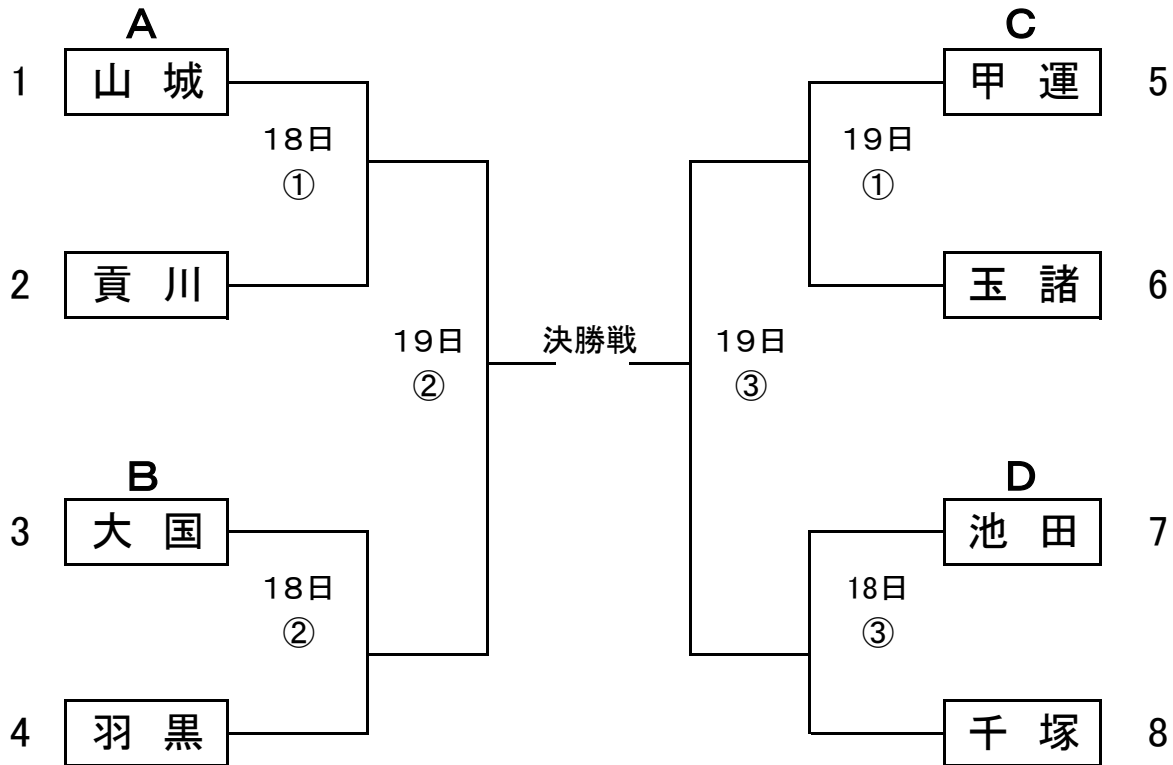 A
C
1 山 城
甲 運 5
18日
①
19日
①
2 貢 川
玉 諸 6
19日
②
決勝戦
19日
③
B
D
3 大 国
池 田 7
18日
②
18日
③
4 羽 黒
千 塚 8